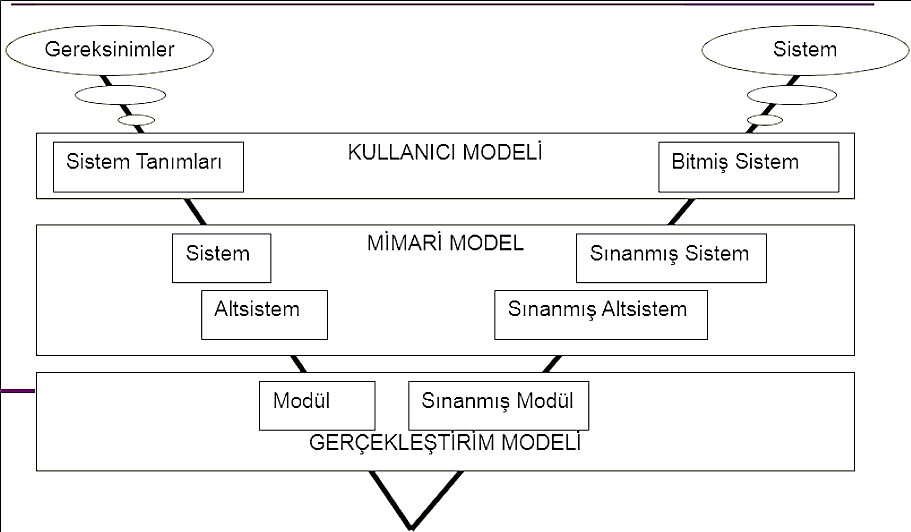 Gereksinimler
Sistem
KULLANICI MODELİ
Sistem Tanımları
Bitmiş Sistem
MİMARİ MODEL
Sistem
Sınanmış Sistem
Altsistem
Sınanmış Altsistem
Modül
Sınanmış Modül
GERÇEKLEŞTİRİM MODELİ